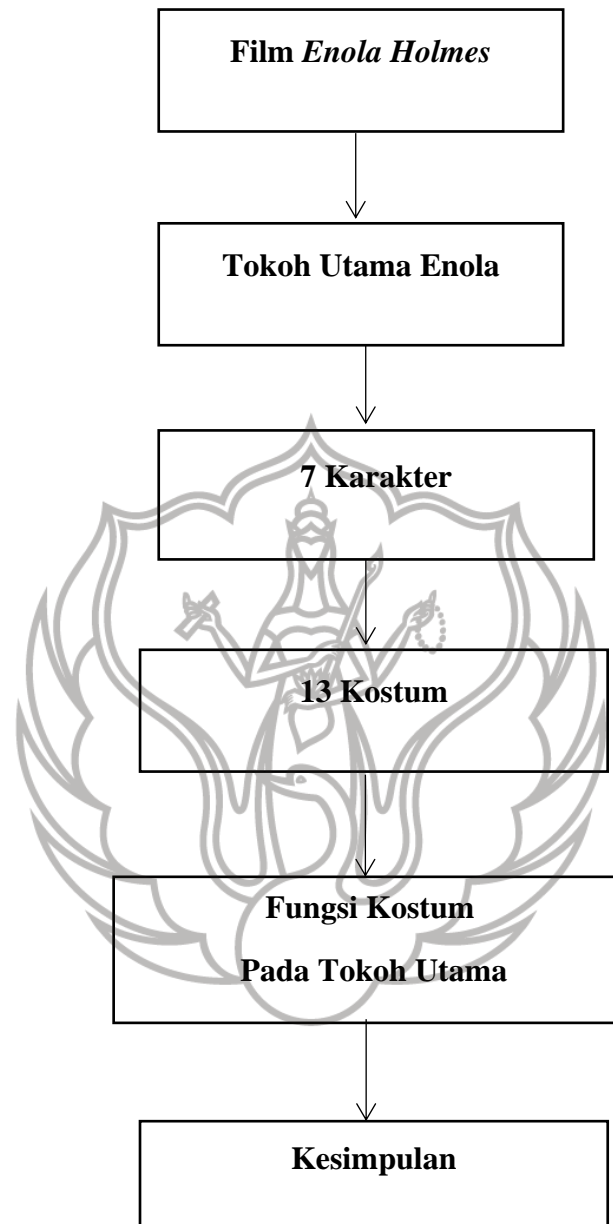 Film Enola Holmes
Tokoh Utama Enola
7 Karakter
13 Kostum
Fungsi Kostum
Pada Tokoh Utama
Kesimpulan